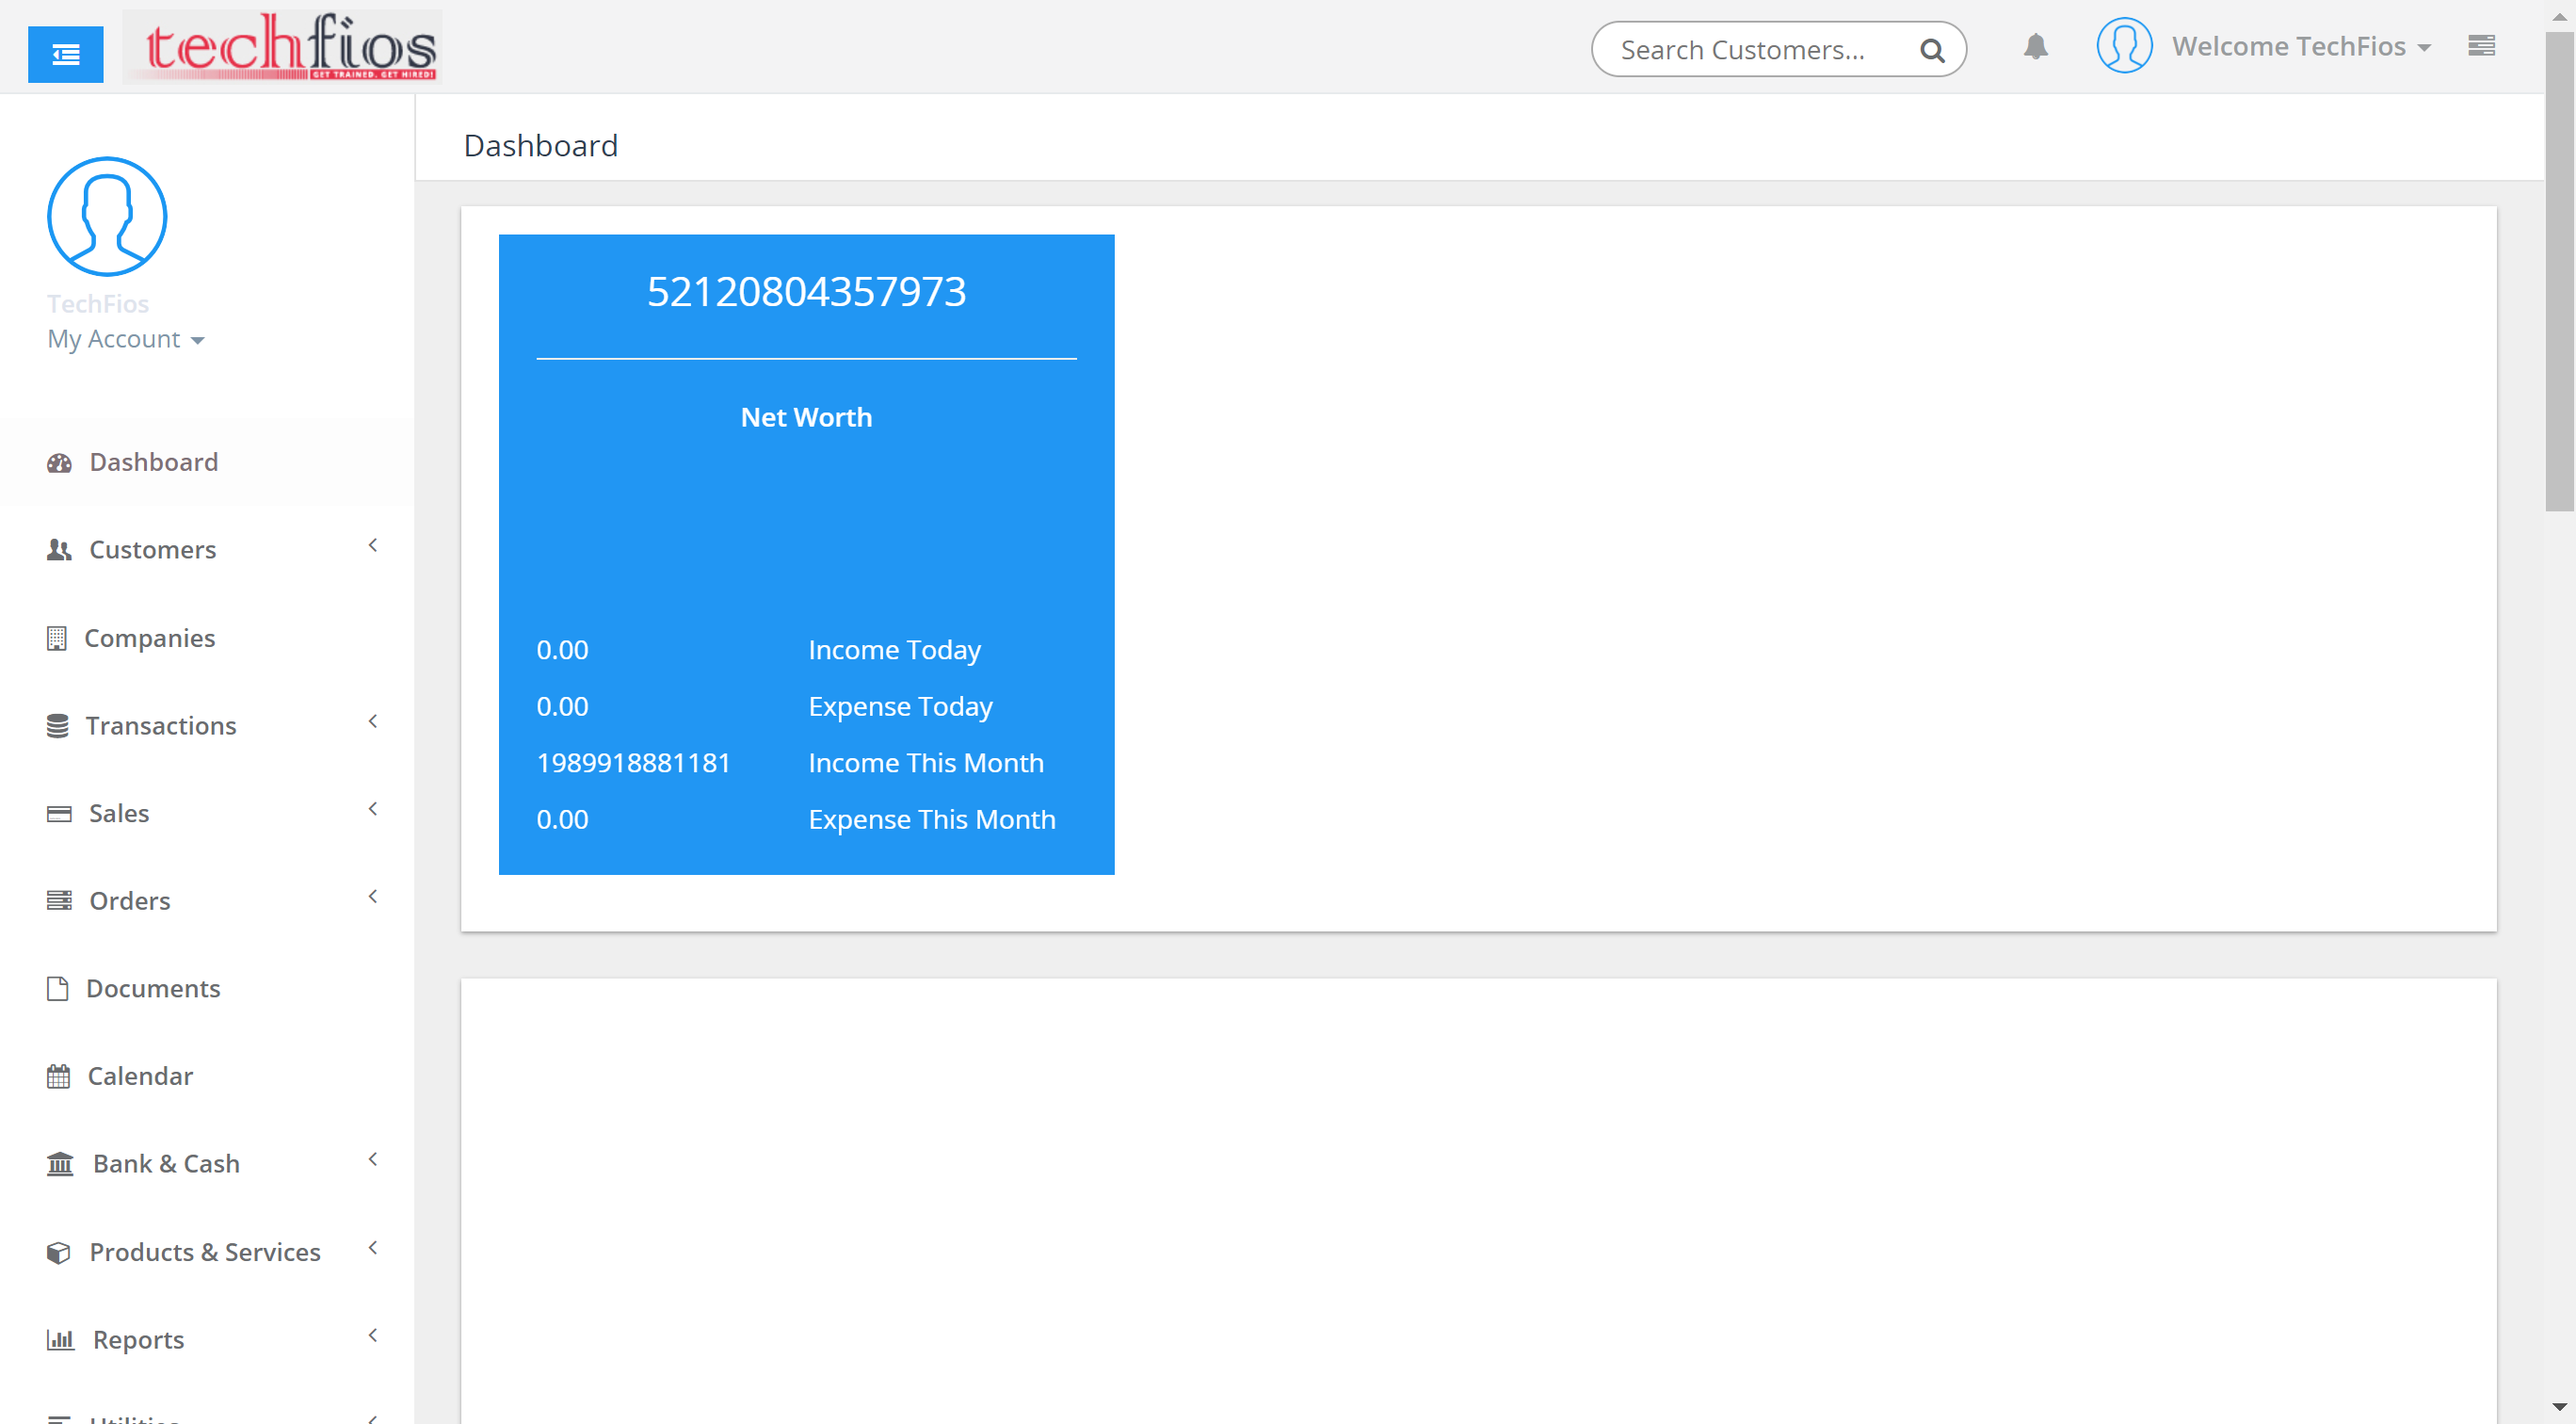 techfios
GET TRAINED. GET HIRED!
Search Customers...
Welcome TechFios
TechFios
My Account
Dashboard
Customers
Companies
Transactions
Sales
Orders
Documents
Calendar
Bank & Cash
Products & Services
Reports
Utilities
Dashboard
52120804357973
Net Worth
0.00 Income Today
0.00 Expense Today
1989918881181 Income This Month
0.00 Expense This Month